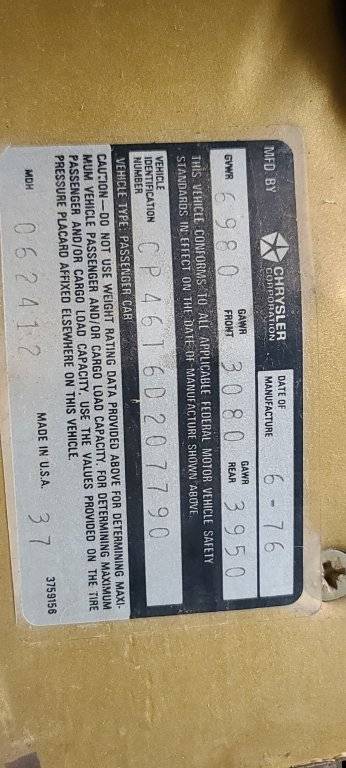 MFD BY CHRYSLER CORPORATION DATE OF MANUFACTURE 6-76
GVWR 6980 GAWR FRONT 3080 GAWR REAR 3950
THIS VEHICLE CONFORMS TO ALL APPLICABLE FEDERAL MOTOR VEHICLE SAFETY
STANDARDS IN EFFECT ON THE DATE OF MANUFACTURE SHOWN ABOVE.
VEHICLE IDENTIFICATION NUMBER CP46T6D207790
VEHICLE TYPE: PASSENGER CAR
CAUTION—DO NOT USE WEIGHT RATING DATA PROVIDED ABOVE FOR DETERMINING MAXI-
MUM VEHICLE PASSENGER AND/OR CARGO LOAD CAPACITY. FOR DETERMINING MAXIMUM
PASSENGER AND/OR CARGO LOAD CAPACITY, USE THE VALUES PROVIDED ON THE TIRE
PRESSURE PLACARD AFFIXED ELSEWHERE ON THIS VEHICLE.
MDH 062412 MADE IN U.S.A. 37 3759156